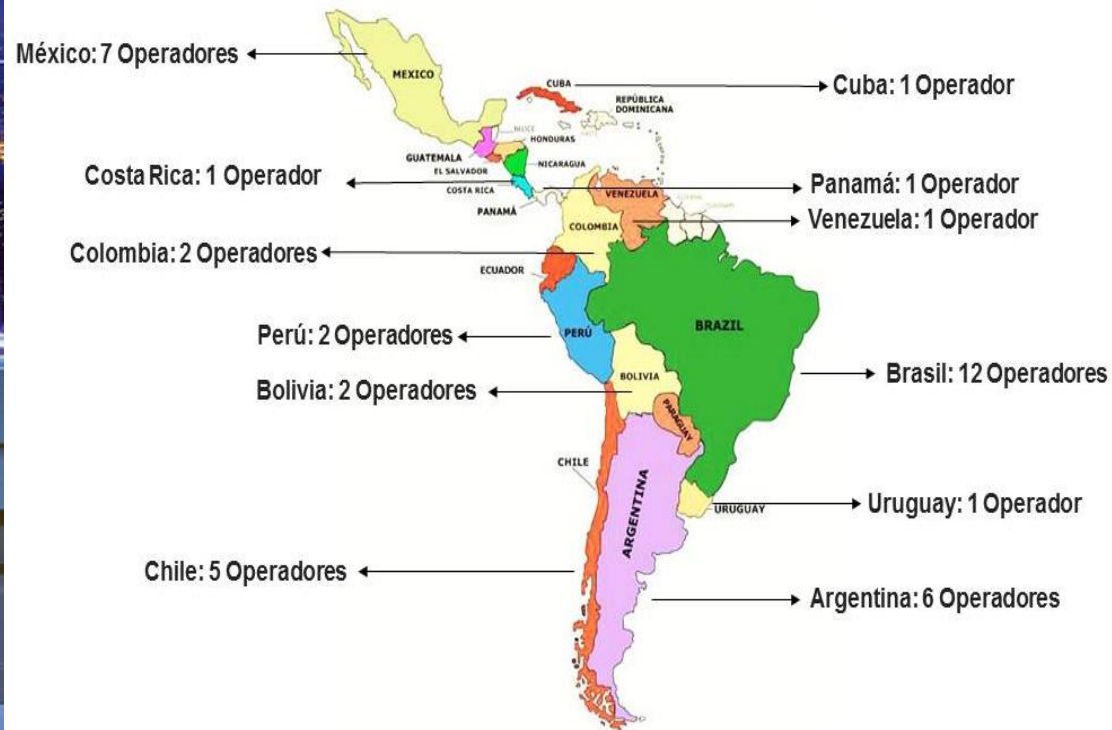 México: 7 Operadores
MEXICO
CUBA
Cuba: 1 Operador
REPÚBLICA
DOMINICANA
HONDURAS
GUATEMALA
NICARAGUA
EL SALVADOR
Costa Rica: 1 Operador
COSTA RICA
Panamá: 1 Operador
PANAMÁ
VENEZUELA
Venezuela: 1 Operador
COLOMBIA
Colombia: 2 Operadores
ECUADOR
Perú: 2 Operadores
PERÚ
BRAZIL
Bolivia: 2 Operadores
BOLIVIA
Brasil: 12 Operadores
PARAGUAY
CHILE
ARGENTINA
Uruguay: 1 Operador
URUGUAY
Chile: 5 Operadores
Argentina: 6 Operadores